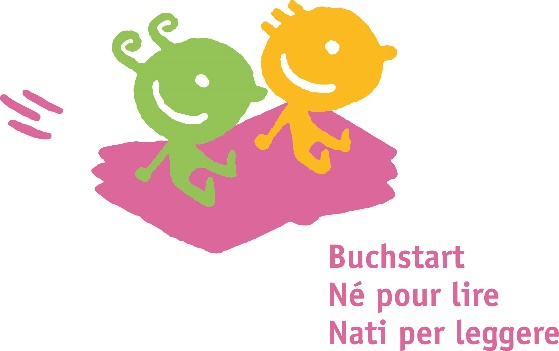 Buchstart
Né pour lire
Nati per leggere